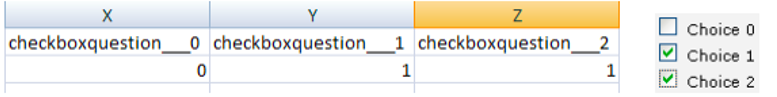 X Y Z
checkboxquestion___0 checkboxquestion___1 checkboxquestion___2
0 1 1
Choice 0
Choice 1
Choice 2